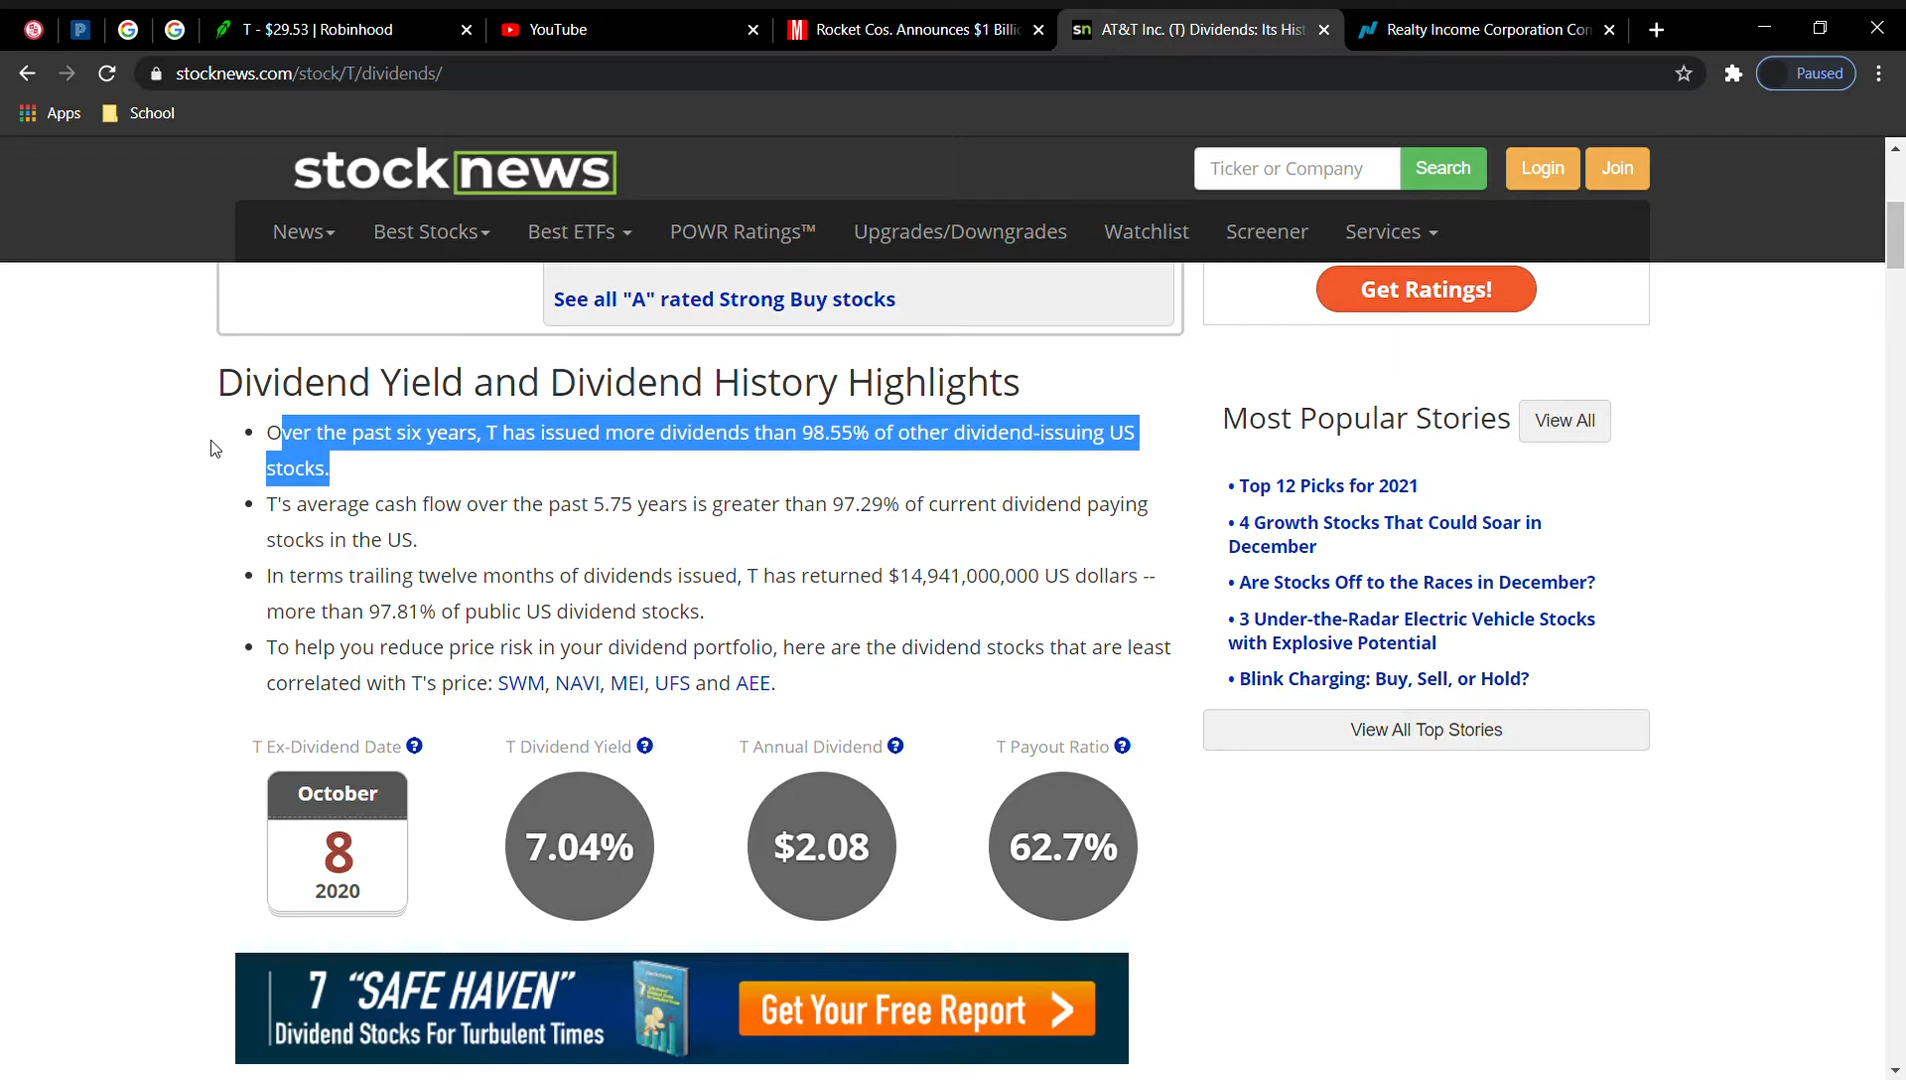 T - $29.53 | Robinhood
YouTube
Rocket Cos. Announces $1 Billi
sn AT&T Inc. (T) Dividends: Its Hist
Realty Income Corporation Con
stocknews.com/stock/T/dividends/
Paused
Apps
School
stocknews
Ticker or Company
Search
Login
Join
News
Best Stocks
Best ETFs
POWR Ratings™
Upgrades/Downgrades
Watchlist
Screener
Services
See all "A" rated Strong Buy stocks
Get Ratings!
Dividend Yield and Dividend History Highlights
• Over the past six years, T has issued more dividends than 98.55% of other dividend-issuing US
stocks.
• T's average cash flow over the past 5.75 years is greater than 97.29% of current dividend paying
stocks in the US.
• In terms trailing twelve months of dividends issued, T has returned $14,941,000,000 US dollars --
more than 97.81% of public US dividend stocks.
• To help you reduce price risk in your dividend portfolio, here are the dividend stocks that are least
correlated with T's price: SWM, NAVI, MEI, UFS and AEE.
Most Popular Stories
View All
• Top 12 Picks for 2021
• 4 Growth Stocks That Could Soar in
December
• Are Stocks Off to the Races in December?
• 3 Under-the-Radar Electric Vehicle Stocks
with Explosive Potential
• Blink Charging: Buy, Sell, or Hold?
View All Top Stories
T Ex-Dividend Date ?
October
8
2020
T Dividend Yield ?
7.04%
T Annual Dividend ?
$2.08
T Payout Ratio ?
62.7%
7 “SAFE HAVEN”
Dividend Stocks For Turbulent Times
Get Your Free Report